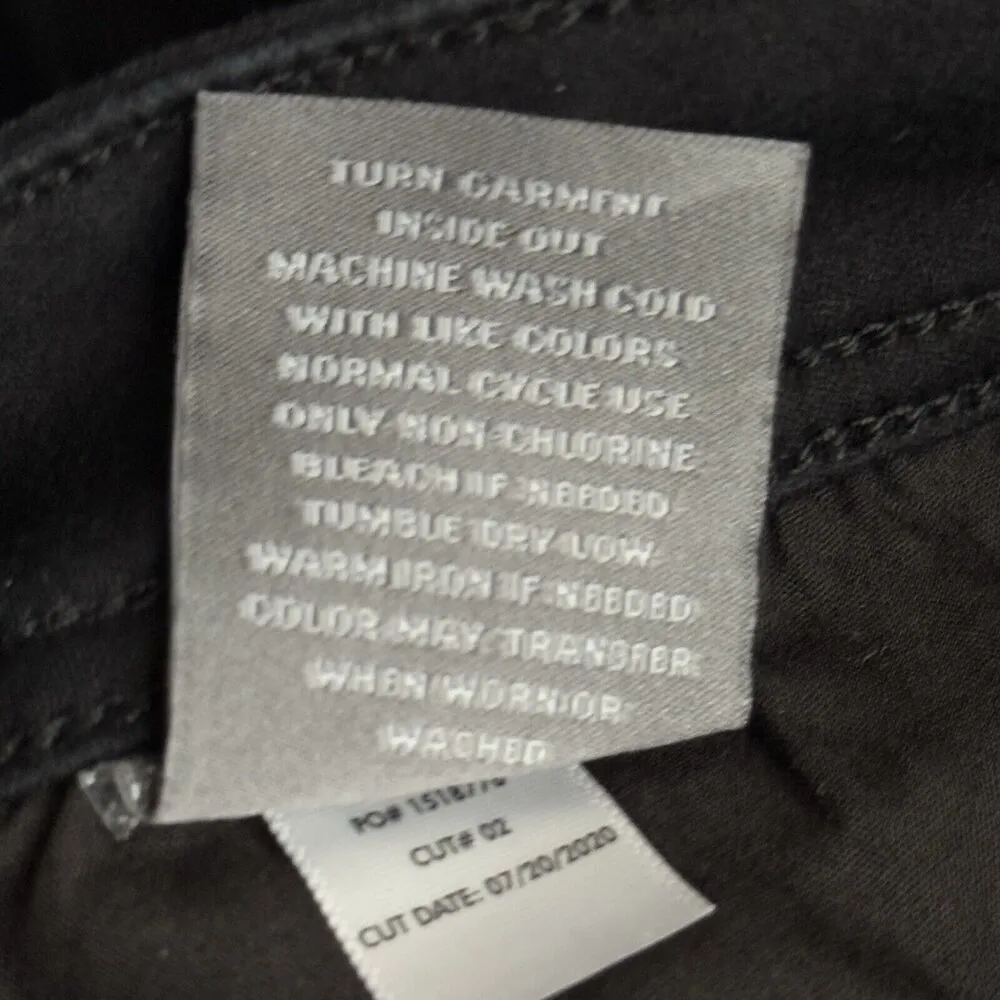 TURN GARMENT
INSIDE OUT
MACHINE WASH COLD
WITH LIKE COLORS
NORMAL CYCLE USE
ONLY NON-CHLORINE
BLEACH IF NEEDED
TUMBLE DRY LOW
WARM IRON IF NEEDED
COLOR MAY TRANSFER
WHEN WORN OR
WACHED
PO#
CUT# 02
CUT DATE: 07/20/2020